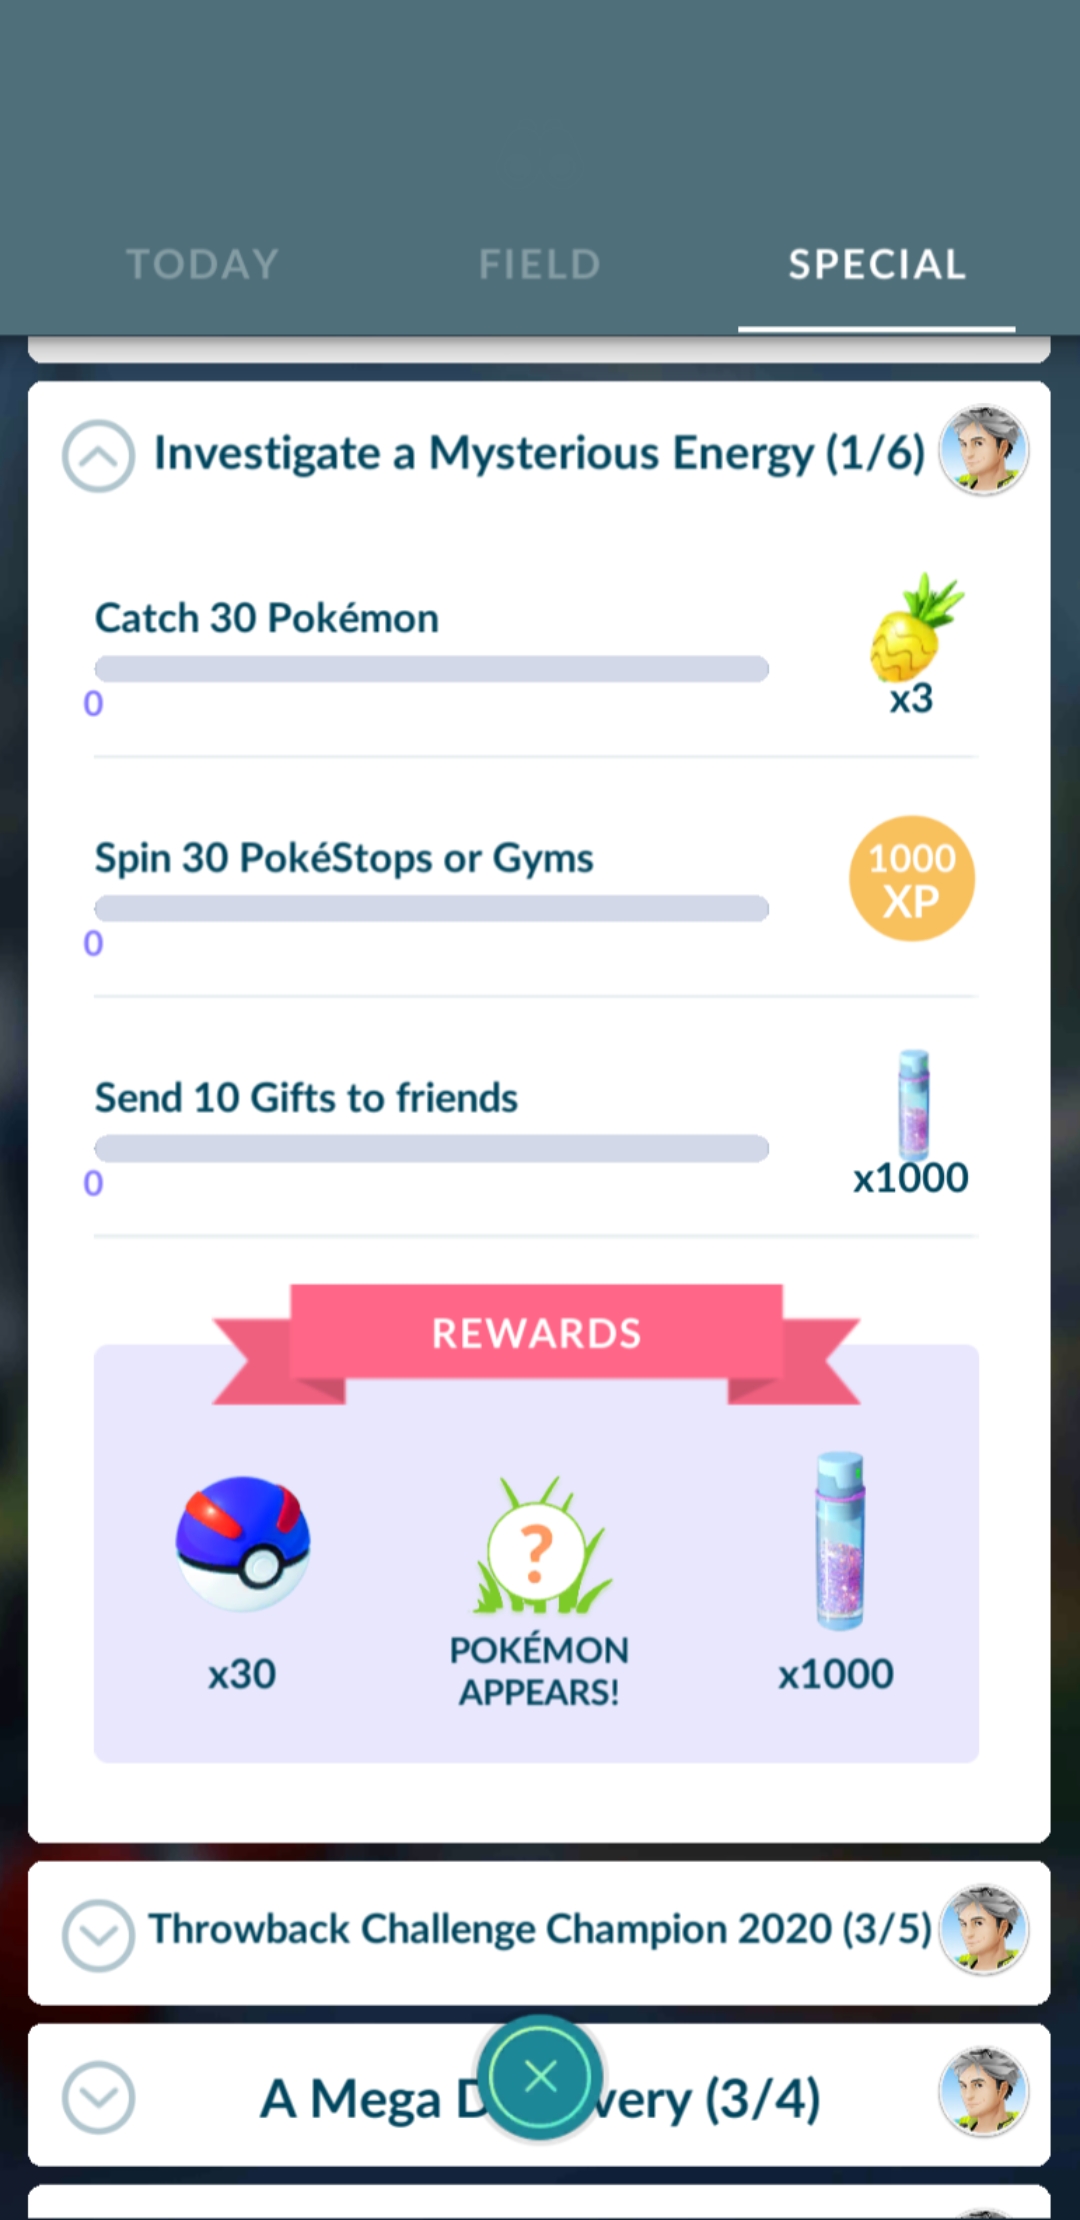 TODAY FIELD SPECIAL
Investigate a Mysterious Energy (1/6)
Catch 30 Pokémon
x3
0
Spin 30 PokéStops or Gyms
1000
XP
0
Send 10 Gifts to friends
x1000
0
REWARDS
?
x30
POKÉMON
APPEARS!
x1000
Throwback Challenge Champion 2020 (3/5)
A Mega (3/4)